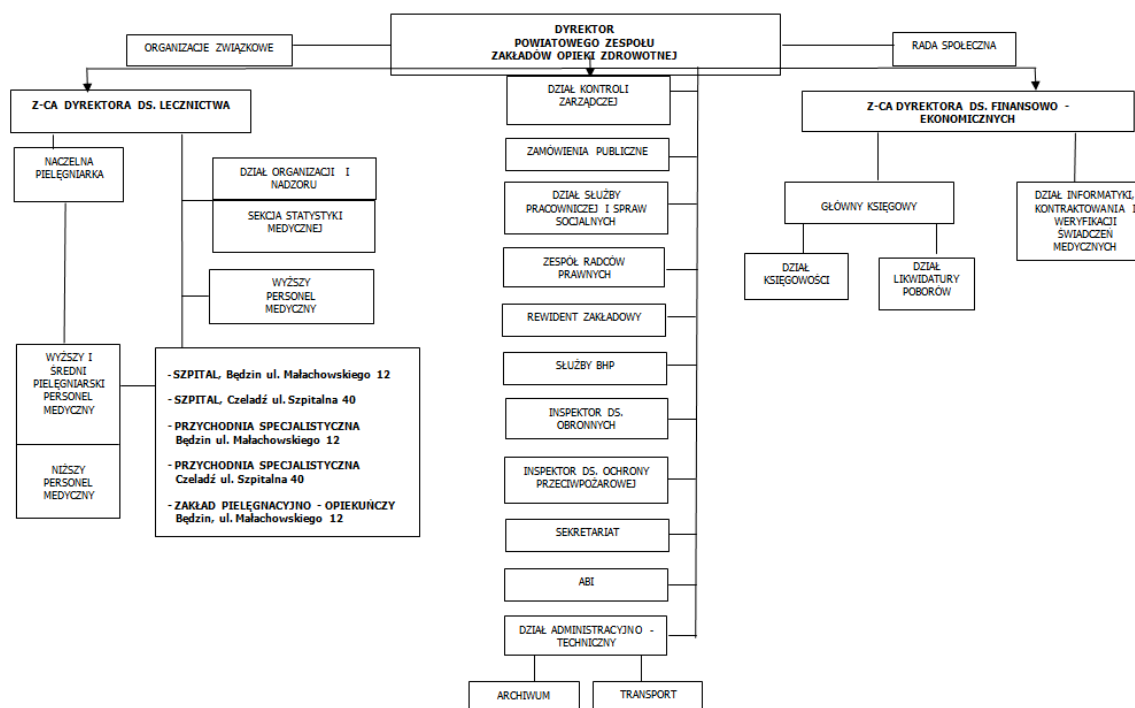 DYREKTOR
POWIATOWEGO ZESPOŁU
ZAKŁADÓW OPIEKI ZDROWOTNEJ
ORGANIZACJE ZWIĄZKOWE
RADA SPOŁECZNA
Z-CA DYREKTORA DS. LECZNICTWA
NACZELNA
PIELĘGNIARKA
DZIAŁ ORGANIZACJI I
NADZORU
SEKCJA STATYSTYKI
MEDYCZNEJ
WYŻSZY
PERSONEL
MEDYCZNY
WYŻSZY I
ŚREDNI
PIELĘGNIARSKI
PERSONEL
MEDYCZNY
NIŻSZY
PERSONEL
MEDYCZNY
- SZPITAL, Będzin ul. Małachowskiego 12
- SZPITAL, Czeladź ul. Szpitalna 40
- PRZYCHODNIA SPECJALISTYCZNA
Będzin ul. Małachowskiego 12
- PRZYCHODNIA SPECJALISTYCZNA
Czeladź ul. Szpitalna 40
- ZAKŁAD PIELĘGNACYJNO - OPIEKUŃCZY
Będzin, ul. Małachowskiego 12
DZIAŁ KONTROLI
ZARZĄDCZEJ
ZAMÓWIENIA PUBLICZNE
DZIAŁ SŁUŻBY
PRACOWNICZEJ I SPRAW
SOCJALNYCH
ZESPÓŁ RADCÓW
PRAWNYCH
REWIDENT ZAKŁADOWY
SŁUŻBY BHP
INSPEKTOR DS.
OBRONNYCH
INSPEKTOR DS. OCHRONY
PRZECIWPOŻAROWEJ
SEKRETARIAT
ABI
DZIAŁ ADMINISTRACYJNO -
TECHNICZNY
ARCHIWUM
TRANSPORT
Z-CA DYREKTORA DS. FINANSOWO -
EKONOMICZNYCH
GŁÓWNY KSIĘGOWY
DZIAŁ
KSIĘGOWOŚCI
DZIAŁ
LIKWIDATURY
POBORÓW
DZIAŁ INFORMATYKI,
KONTRAKTOWANIA I
WERYFIKACJI
ŚWIADCZEŃ
MEDYCZNYCH